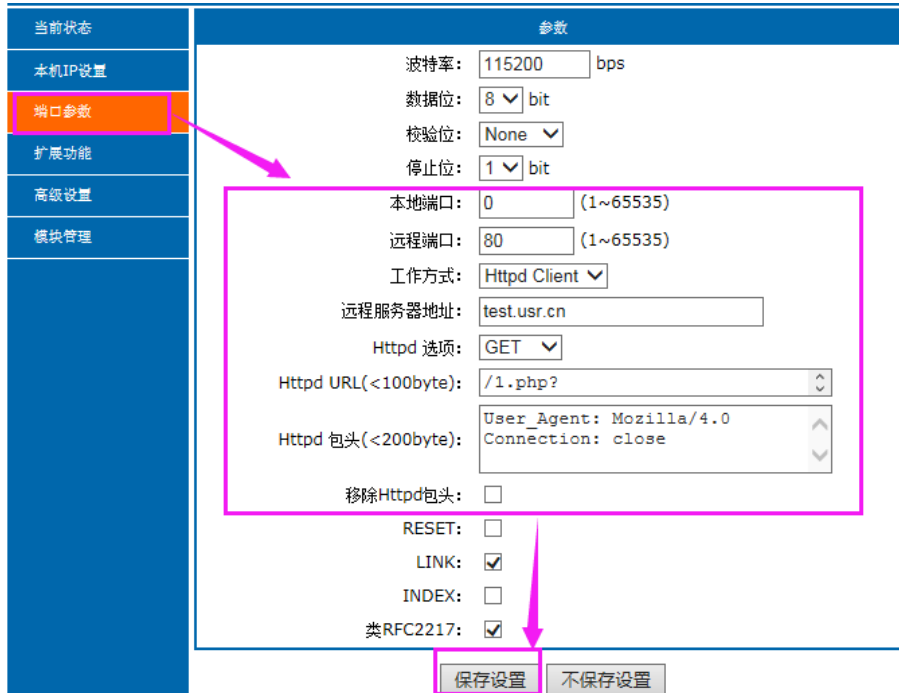 当前状态
本机IP设置
端口参数
扩展功能
高级设置
模块管理
参数
波特率: 115200 bps
数据位: 8 bit
校验位: None
停止位: 1 bit
本地端口: 0 (1~65535)
远程端口: 80 (1~65535)
工作方式: Httpd Client
远程服务器地址: test.usr.cn
Httpd 选项: GET
Httpd URL(<100byte): /1.php?
Httpd 包头(<200byte): User_Agent: Mozilla/4.0
Connection: close
移除Httpd包头:
RESET:
LINK:
INDEX:
类RFC2217:
保存设置 不保存设置